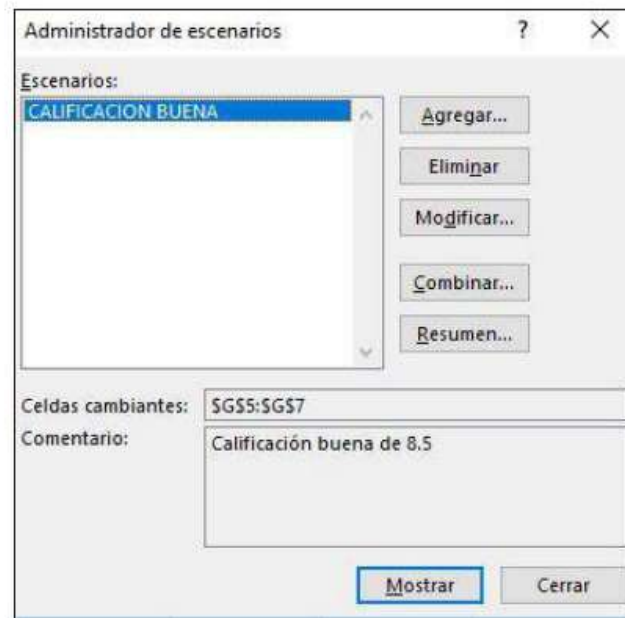 Administrador de escenarios ? X
Escenarios:
CALIFICACION BUENA
Agregar...
Eliminar
Modificar...
Combinar...
Resumen...
Celdas cambiantes: $G$5:$G$7
Comentario: Calificación buena de 8.5
Mostrar Cerrar